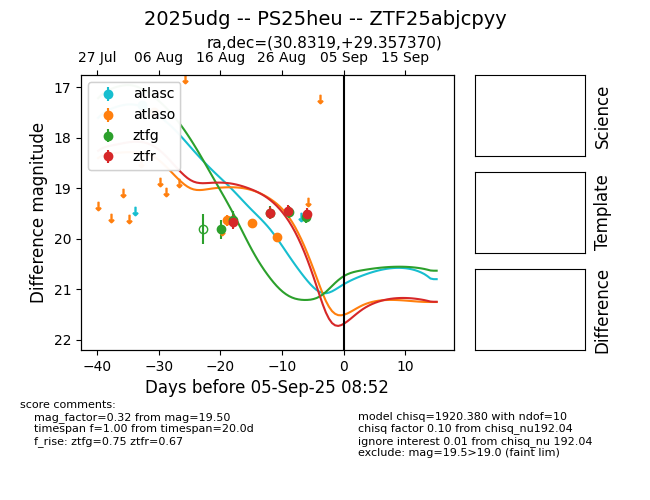 2025udg -- PS25heu -- ZTF25abjcpyy
ra,dec=(30.8319,+29.357370)
27 Jul 06 Aug 16 Aug 26 Aug 05 Sep 15 Sep
17
18
19
20
21
22
Difference magnitude
atlasc
atlaso
ztfg
ztfr
−40 −30 −20 −10 0 10
Days before 05-Sep-25 08:52
Science
Template
Difference
score comments:
mag_factor=0.32 from mag=19.50
timespan f=1.00 from timespan=20.0d
f_rise: ztfg=0.75 ztfr=0.67
model chisq=1920.380 with ndof=10
chisq factor 0.10 from chisq_nu192.04
ignore interest 0.01 from chisq_nu 192.04
exclude: mag=19.5>19.0 (faint lim)